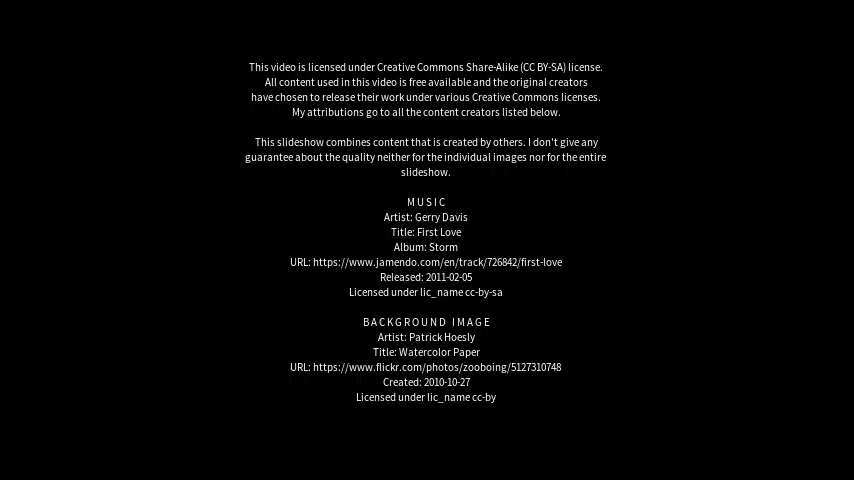 This video is licensed under Creative Commons Share-Alike (CC BY-SA) license.
All content used in this video is free available and the original creators
have chosen to release their work under various Creative Commons licenses.
My attributions go to all the content creators listed below.
This slideshow combines content that is created by others. I don't give any
guarantee about the quality neither for the individual images nor for the entire
slideshow.
MUSIC
Artist: Gerry Davis
Title: First Love
Album: Storm
URL: https://www.jamendo.com/en/track/726842/first-love
Released: 2011-02-05
Licensed under lic_name cc-by-sa
BACKGROUND IMAGE
Artist: Patrick Hoesly
Title: Watercolor Paper
URL: https://www.flickr.com/photos/zooboing/5127310748
Created: 2010-10-27
Licensed under lic_name cc-by